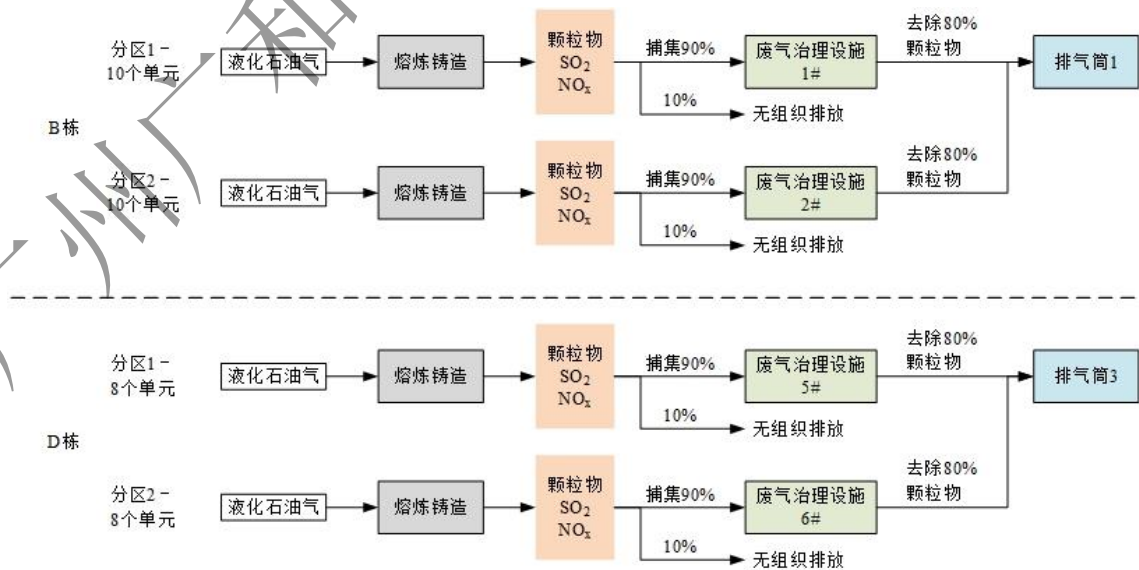 分区1－
10个单元
液化石油气
熔炼铸造
颗粒物
SO₂
NOₓ
捕集90%
10%
无组织排放
废气治理设施
1#
去除80%
颗粒物
排气筒1
B栋
分区2－
10个单元
液化石油气
熔炼铸造
颗粒物
SO₂
NOₓ
捕集90%
10%
无组织排放
废气治理设施
2#
去除80%
颗粒物
分区1－
8个单元
液化石油气
熔炼铸造
颗粒物
SO₂
NOₓ
捕集90%
10%
无组织排放
废气治理设施
5#
去除80%
颗粒物
排气筒3
D栋
分区2－
8个单元
液化石油气
熔炼铸造
颗粒物
SO₂
NOₓ
捕集90%
10%
无组织排放
废气治理设施
6#
去除80%
颗粒物
广州广和